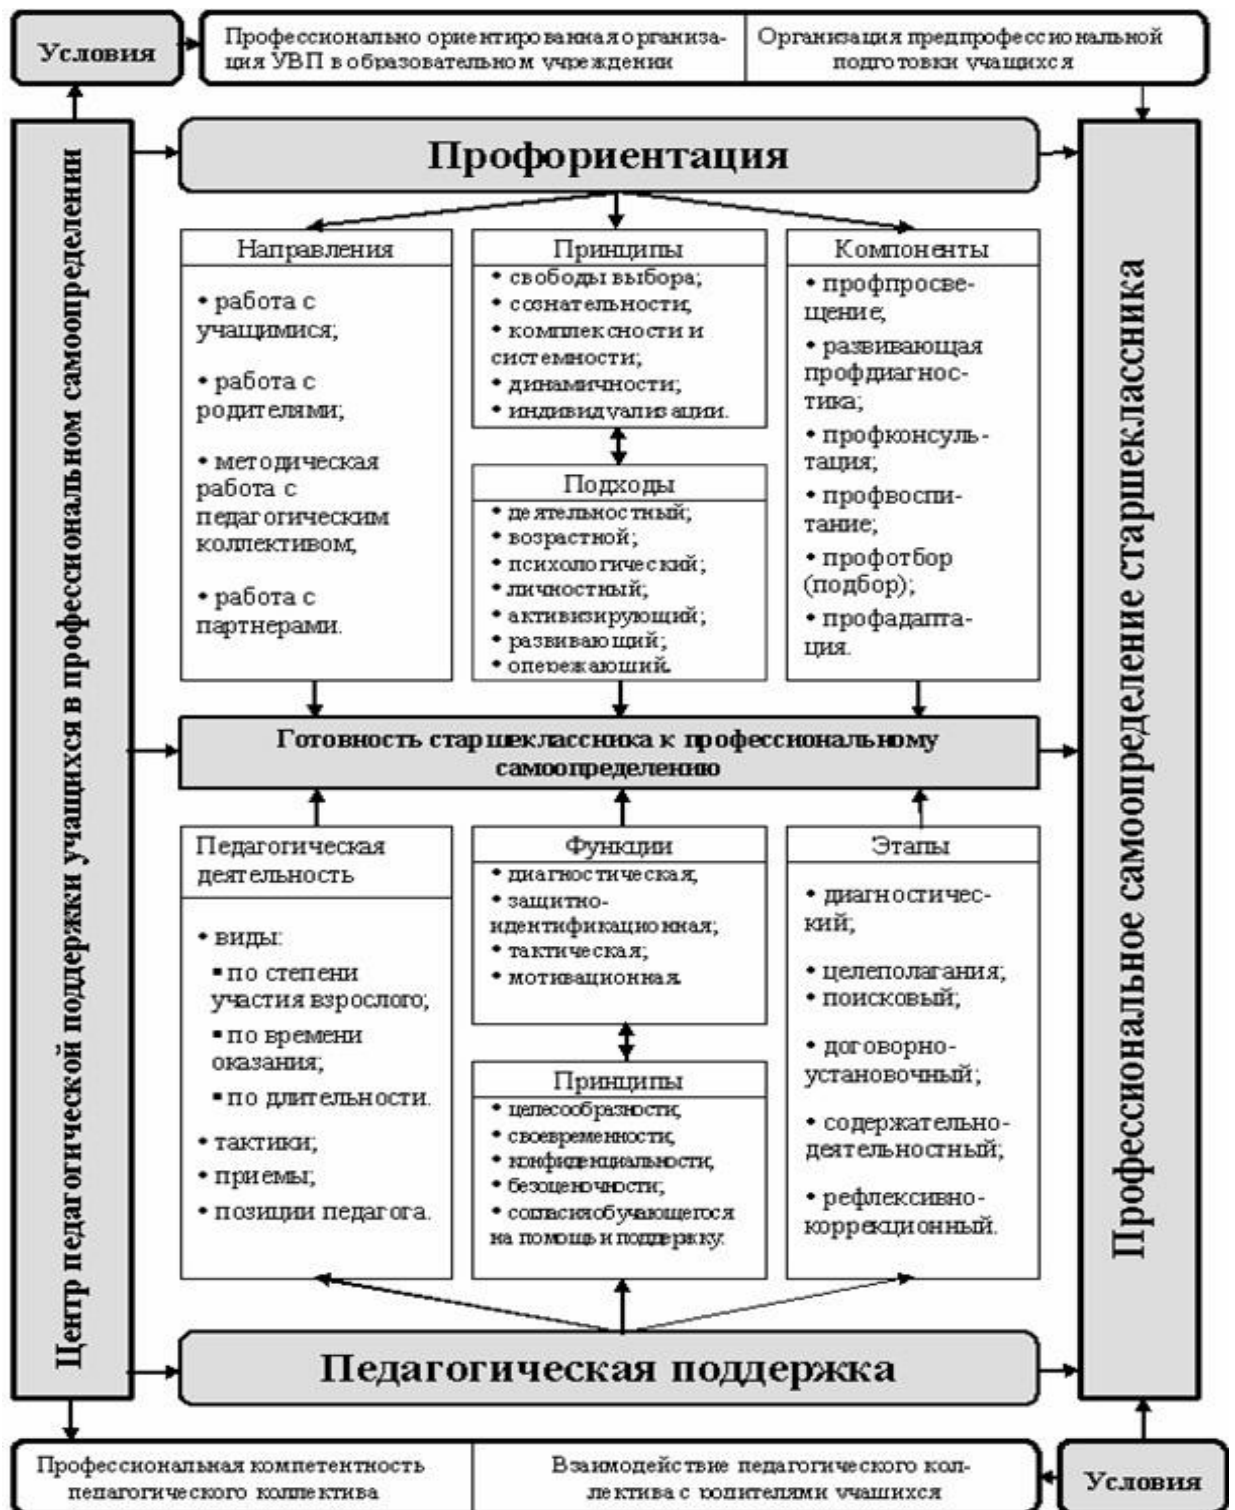 Условия
Профессионально ориентированная организа-
ция УВП в образовательном учреждении
Организация предпрофессиональной
подготовки учащихся
Центр педагогической поддержки учащихся в профессиональном самоопределении
Профориентация
Направления
• работа с
учащимися;
• работа с
родителями;
• методическая
работа с
педагогическим
коллективом;
• работа с
партнерами.
Принципы
• свободы выбора;
• сознательности;
• комплексности и
системности;
• динамичности;
• индивидуализации.
Подходы
• деятельностный;
• возрастной;
• психологический;
• личностный;
• активизирующий;
• развивающий;
• опережающий.
Компоненты
• профпросве-
щение;
• развивающая
профдиагнос-
тика;
• профконсуль-
тация;
• профвоспи-
тание;
• профотбор
(подбор);
• профадапта-
ция.
Готовность старшеклассника к профессиональному
самоопределению
Педагогическая
деятельность
• виды:
▪ по степени
участия взрослого;
▪ по времени
оказания;
▪ по длительности.
• тактики;
• приемы;
• позиции педагога.
Функции
• диагностическая;
• защитно-
идентификационная;
• тактическая;
• мотивационная.
Принципы
• целесообразности;
• своевременности;
• конфиденциальности;
• безоценочности;
• согласия обучающегося
на помощь и поддержку.
Этапы
• диагностичес-
кий;
• целеполагания;
• поисковый;
• договорно-
установочный;
• содержательно-
деятельностный;
• рефлексивно-
коррекционный.
Педагогическая поддержка
Профессиональное самоопределение старшеклассника
Профессиональная компетентность
педагогического коллектива
Взаимодействие педагогического кол-
лектива с родителями учащихся
Условия